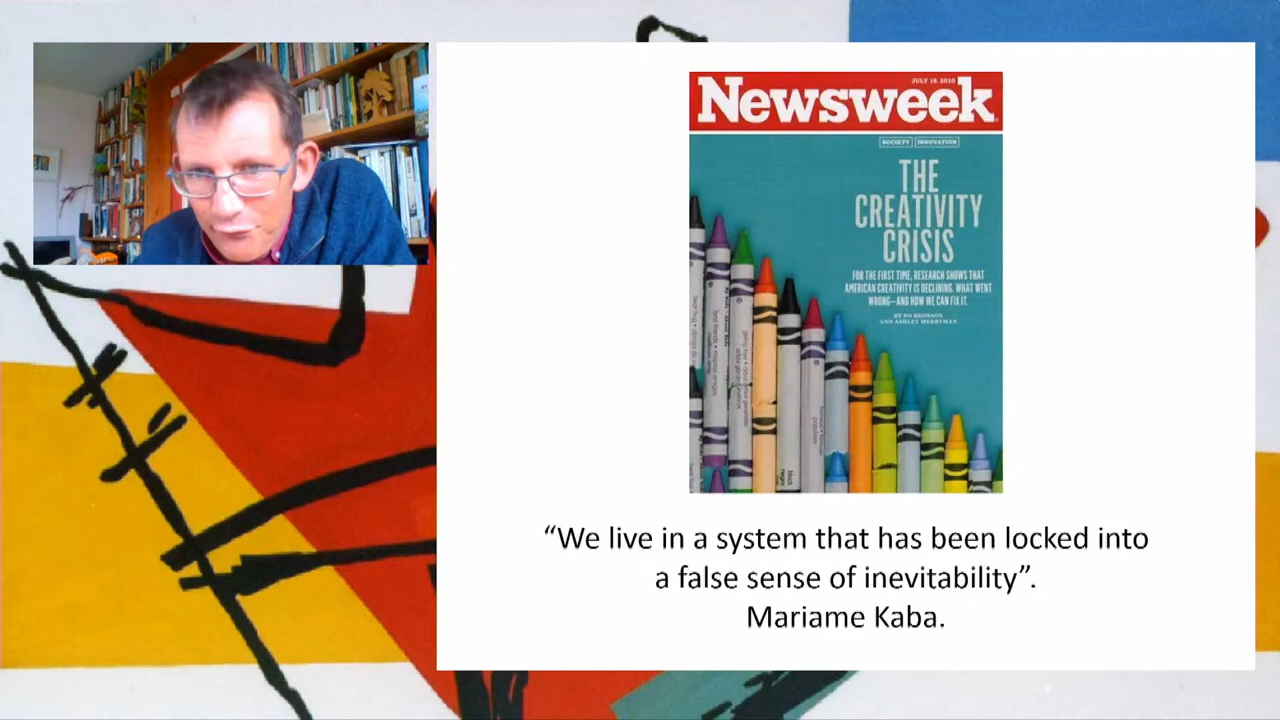 JULY 19, 2010
Newsweek
SOCIETY INNOVATION
THE
CREATIVITY
CRISIS
FOR THE FIRST TIME, RESEARCH SHOWS THAT
AMERICAN CREATIVITY IS DECLINING. WHAT WENT
WRONG—AND HOW WE CAN FIX IT.
BY PO BRONSON
AND ASHLEY MERRYMAN
“We live in a system that has been locked into
a false sense of inevitability”.
Mariame Kaba.